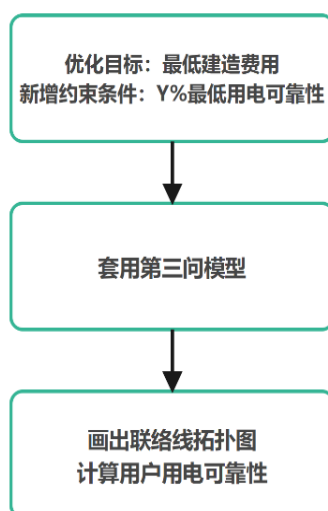 优化目标：最低建造费用
新增约束条件：Y%最低用电可靠性
套用第三问模型
画出联络线拓扑图
计算用户用电可靠性